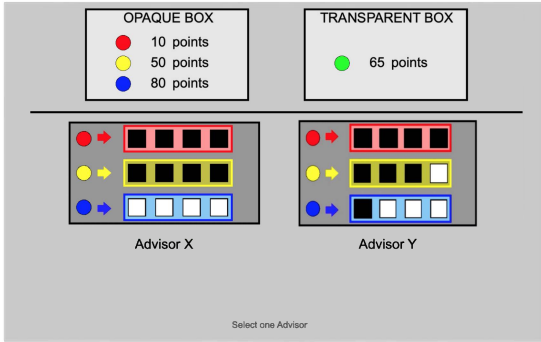 OPAQUE BOX
10 points
50 points
80 points
TRANSPARENT BOX
65 points
Advisor X
Advisor Y
Select one Advisor